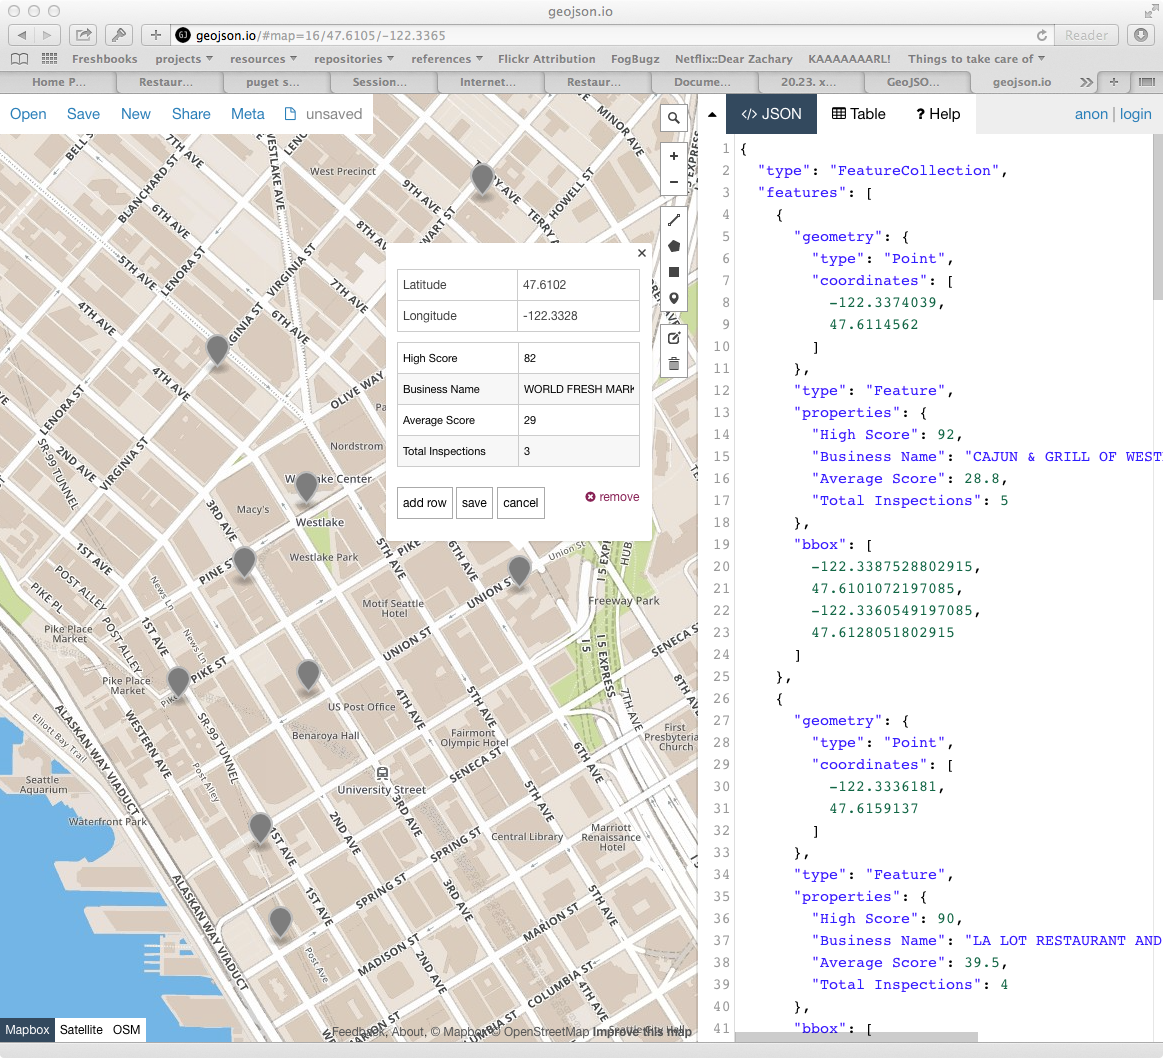 geojson.io
geojson.io/#map=16/47.6105/-122.3365
Reader
Freshbooks projects resources repositories references Flickr Attribution FogBugz Netflix::Dear Zachary KAAAAAAARL! Things to take care of
Home P... Restaur... puget s... Session... Internet... Restaur... Docume... 20.23. x... GeoJSO... geojson.io
Open Save New Share Meta unsaved
</> JSON Table ? Help anon | login
MINOR AVE
7TH AVE
WESTLAKE AVE
West Precinct
BLANCHARD ST
9TH AVE
HOWELL ST
6TH AVE
8TH AVE
5TH AVE
LENORA ST
VIRGINIA ST
4TH AVE
7TH AVE
6TH AVE
Latitude 47.6102
Longitude -122.3328
High Score 82
Business Name WORLD FRESH MARK
Average Score 29
Total Inspections 3
add row save cancel remove
OLIVE WAY
LENORA ST
Nordstrom
SR-99 TUNNEL
2ND AVE
VIRGINIA ST
3RD AVE
Macy's
Westlake
Westlake Park
5TH AVE
6TH AVE
Union St
1ST AVE
PINE S
News Ln
UNION S
Freeway Park
POST ALLEY
PIKE PL
Motif Seattle
Hotel
Pike Place
Market
POST ALLEY
1ST AVE
News Ln
UNION ST
I 5
I 5 EXPRESS
SENECA S
PIKE ST
Pike Place
Market
US Post Office
4TH AVE
5TH AVE
7TH AVE
8TH AV
Elliott Bay Trail
ALASKAN WAY VIADUCT
WESTERN AVE
SR-99 TUNNEL
Benaroya Hall
Fairmont
Olympic Hotel
First
Presbyteria
Church
6TH AVE
Seattle
Aquarium
Post Alley
SENECA ST
University Street
3RD AVE
5TH AVE
Waterfront Park
1ST AVE
2ND AVE
SPRING ST
Central Library
Marriott
Renaissance
Hotel
ALASKAN WAY VIADUCT
1ST AVE
SPRING ST
3RD AVE
5TH AVE
MARION ST
Post Ave
MADISON ST
2ND AVE
COLUMBIA ST
4TH AVE
Mapbox Satellite OSM
Feedback, About, © Mapbox © OpenStreetMap Improve this map
1 {
2 "type": "FeatureCollection",
3 "features": [
4 {
5 "geometry": {
6 "type": "Point",
7 "coordinates": [
8 -122.3374039,
9 47.6114562
10 ]
11 },
12 "type": "Feature",
13 "properties": {
14 "High Score": 92,
15 "Business Name": "CAJUN & GRILL OF WEST
16 "Average Score": 28.8,
17 "Total Inspections": 5
18 },
19 "bbox": [
20 -122.3387528802915,
21 47.6101072197085,
22 -122.3360549197085,
23 47.6128051802915
24 ]
25 },
26 {
27 "geometry": {
28 "type": "Point",
29 "coordinates": [
30 -122.3336181,
31 47.6159137
32 ]
33 },
34 "type": "Feature",
35 "properties": {
36 "High Score": 90,
37 "Business Name": "LA LOT RESTAURANT AND
38 "Average Score": 39.5,
39 "Total Inspections": 4
40 },
41 "bbox": [